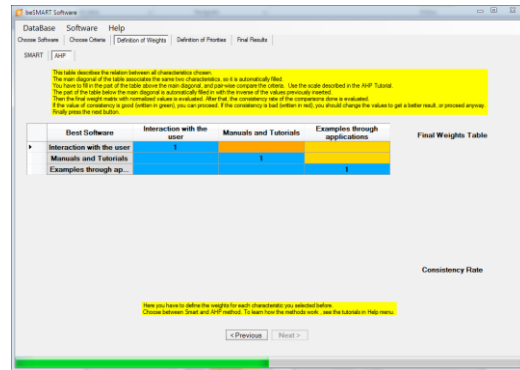 beSMART Software
DataBase Software Help
Choose Software Choose Criteria Definition of Weights Definition of Priorities Final Results
SMART AHP
This table describes the relation between all characteristics chosen.
The main diagonal of the table associates the same two characteristics, so it is automatically filled.
You have to fill in the part of the table above the main diagonal, and pairwise compare the criteria. Use the scale described in the AHP Tutorial.
The part of the table below the main diagonal is automatically filled in with the inverse of the values previously inserted.
Then the final weight matrix with normalized values is evaluated. After that, the consistency rate of the comparisons done is evaluated.
If the value of consistency is good (written in green), you can proceed. If the consistency is bad (written in red), you should change the values to get a better result, or proceed anyway.
Finally press the next button.
Best Software Interaction with the user Manuals and Tutorials Examples through applications
Final Weights Table
Interaction with the user 1
Manuals and Tutorials 1
Examples through ap... 1
Consistency Rate
Here you have to define the weights for each characteristic you selected before.
Choose between Smart and AHP method. To learn how the methods work , see the tutorials in Help menu.
< Previous Next >